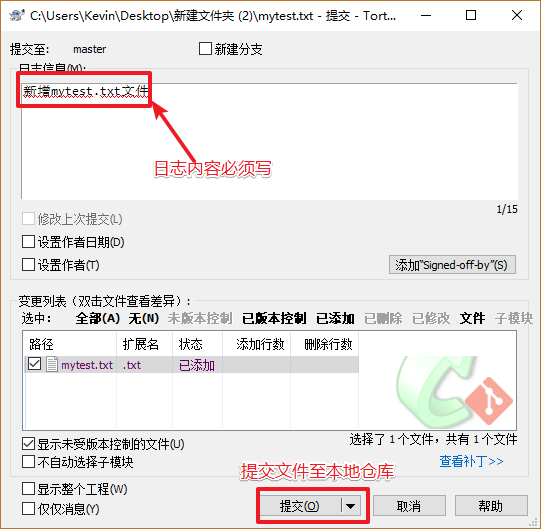 C:\Users\Kevin\Desktop\新建文件夹 (2)\mytest.txt - 提交 - Tort...
提交至: master 新建分支
日志信息(M):
新增mytest.txt文件
日志内容必须写
1/15
修改上次提交(L)
设置作者日期(D)
设置作者(T) 添加"Signed-off-by"(S)
变更列表（双击文件查看差异）:
选中: 全部(A) 无(N) 未版本控制 已版本控制 已添加 已删除 已修改 文件 子模块
路径 扩展名 状态 添加行数 删除行数
mytest.txt .txt 已添加
显示未受版本控制的文件(U) 选择了 1 个文件，共有 1 个文件
不自动选择子模块 查看补丁>>
提交文件至本地仓库
显示整个工程(W)
仅仅消息(Y) 提交(O) 取消 帮助